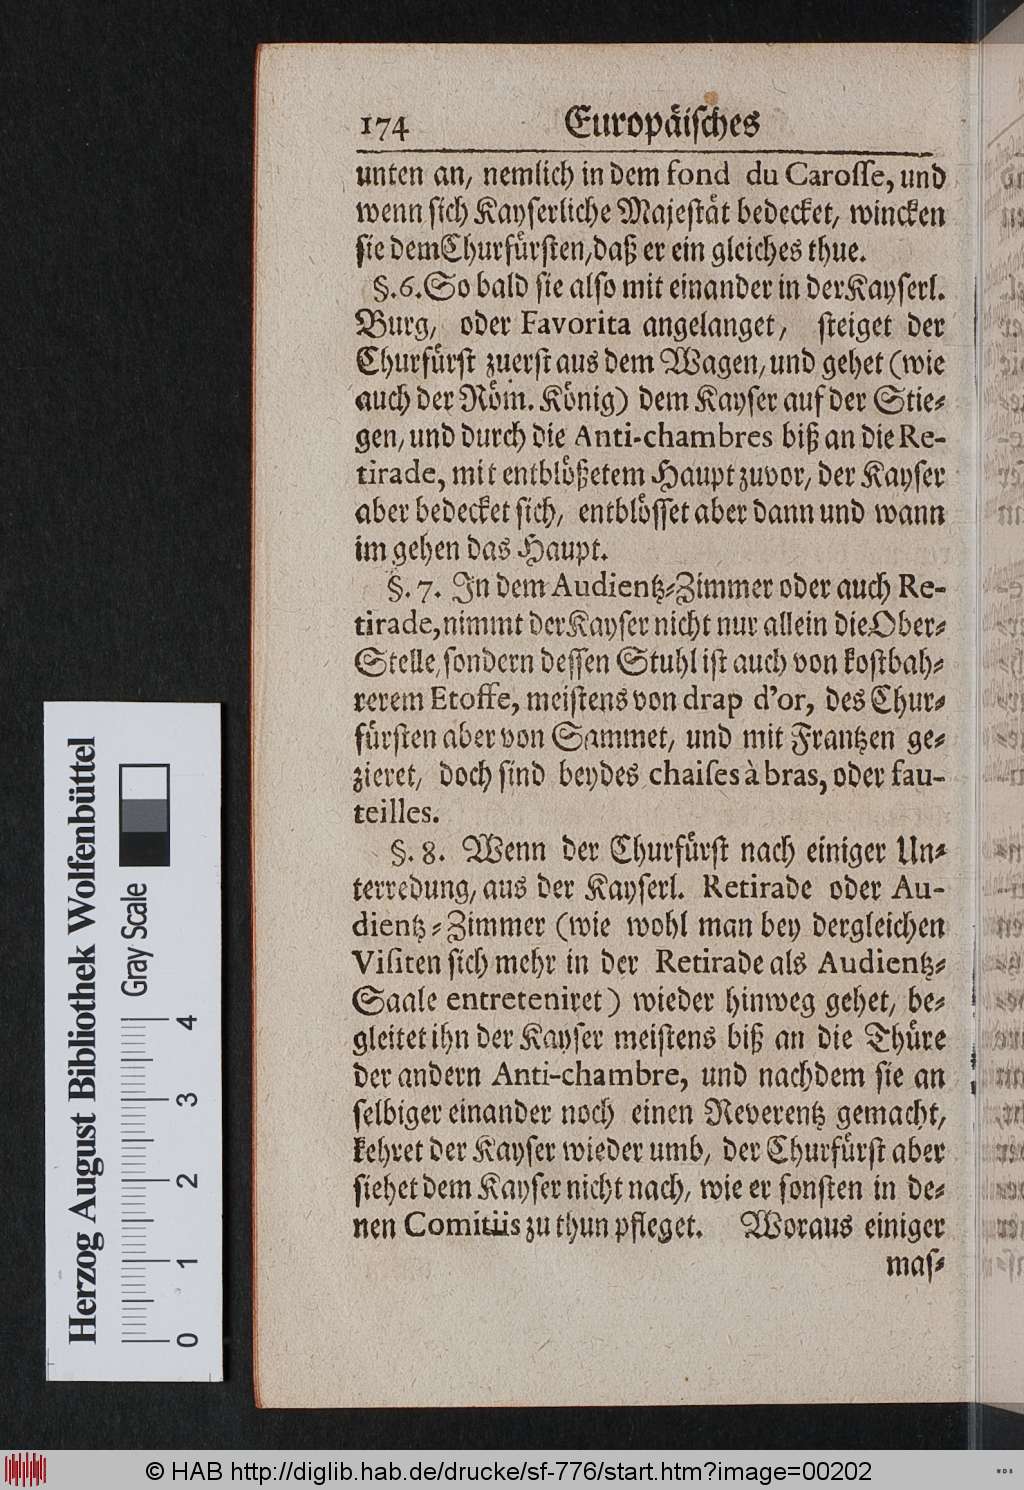 174 Europäisches
unten an, nemlich in dem fond du Carosse, und
wenn sich Kayserliche Majestät bedecket, wincken
sie dem Churfürsten, daß er ein gleiches thue.
§. 6. So bald sie also mit einander in der Kayserl.
Burg, oder Favorita angelanget, steiget der
Churfürst zuerst aus dem Wagen, und gehet (wie
auch der Röm. König) dem Kayser auf der Stie-
gen, und durch die Anti-chambres biß an die Re-
tirade, mit entblößetem Haupt zuvor, der Kayser
aber bedecket sich, entblösset aber dann und wann
im gehen das Haupt.
§. 7. In dem Audientz-Zimmer oder auch Re-
tirade, nimmt der Kayser nicht nur allein die Ober-
Stelle, sondern dessen Stuhl ist auch von kostbah-
rerem Etoffe, meistens von drap d'or, des Chur-
fürsten aber von Sammet, und mit Frantzen ge-
zieret, doch sind beydes chaises à bras, oder fau-
teilles.
§. 8. Wenn der Churfürst nach einiger Un-
terredung, aus der Kayserl. Retirade oder Au-
dientz-Zimmer (wie wohl man bey dergleichen
Visiten sich mehr in der Retirade als Audientz-
Saale entreteniret) wieder hinweg gehet, be-
gleitet ihn der Kayser meistens biß an die Thüre
der andern Anti-chambre, und nachdem sie an
selbiger einander noch einen Reverentz gemacht,
kehret der Kayser wieder umb, der Churfürst aber
siehet dem Kayser nicht nach, wie er sonsten in de-
nen Comitiis zu thun pfleget. Woraus einiger
mas-
Herzog August Bibliothek Wolfenbüttel
Gray Scale
0 1 2 3 4
© HAB http://diglib.hab.de/drucke/sf-776/start.htm?image=00202